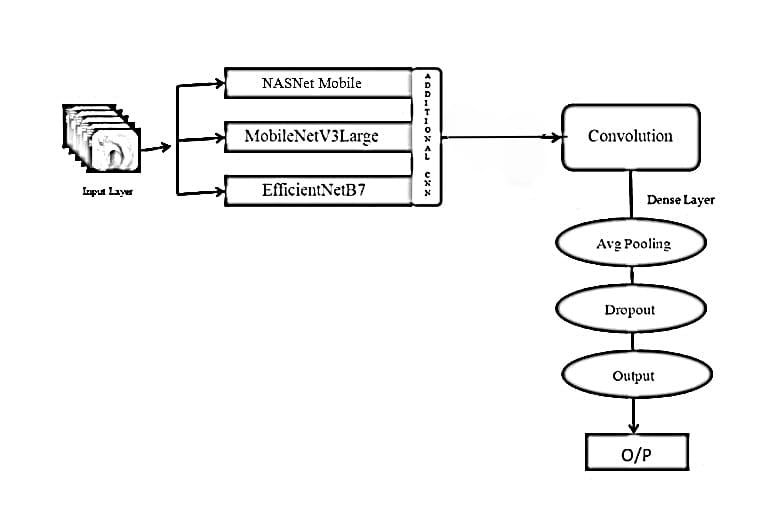 NASNet Mobile
MobileNetV3Large
EfficientNetB7
ADDITIONAL CNN
Input Layer
Convolution
Dense Layer
Avg Pooling
Dropout
Output
O/P